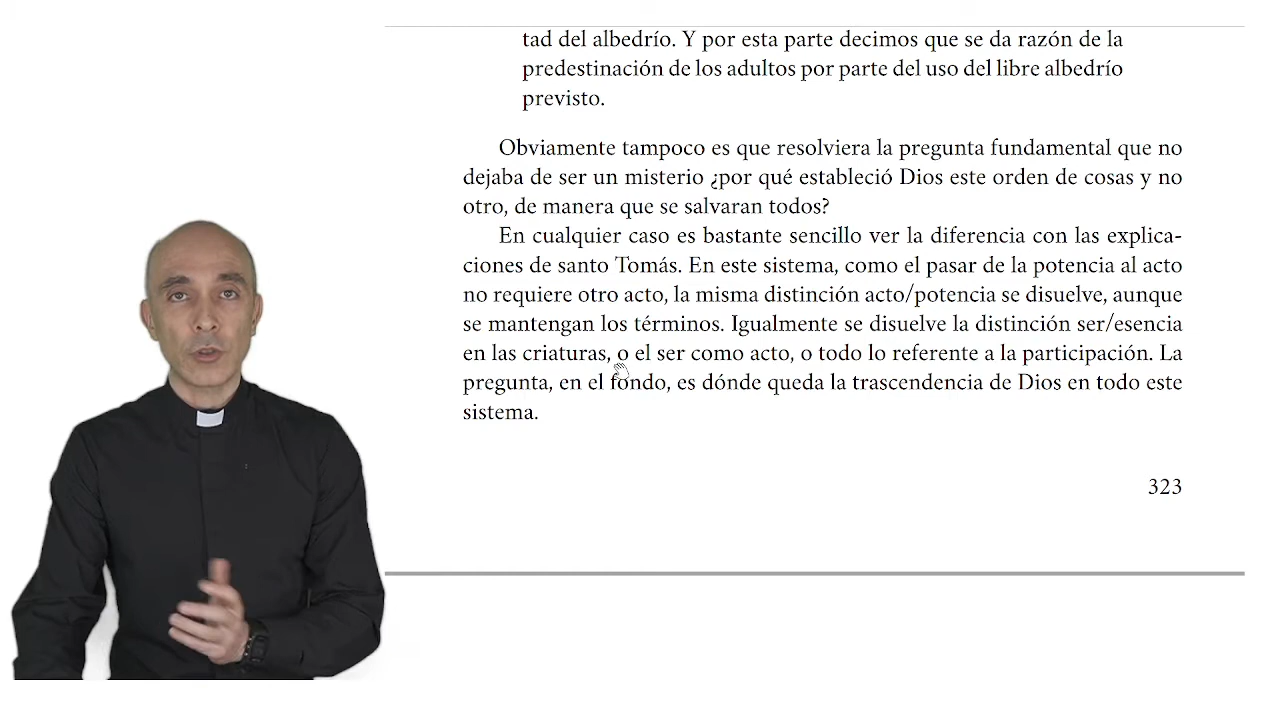 tad del albedrío. Y por esta parte decimos que se da razón de la
predestinación de los adultos por parte del uso del libre albedrío
previsto.
Obviamente tampoco es que resolviera la pregunta fundamental que no
dejaba de ser un misterio ¿por qué estableció Dios este orden de cosas y no
otro, de manera que se salvaran todos?
En cualquier caso es bastante sencillo ver la diferencia con las explica-
ciones de santo Tomás. En este sistema, como el pasar de la potencia al acto
no requiere otro acto, la misma distinción acto/potencia se disuelve, aunque
se mantengan los términos. Igualmente se disuelve la distinción ser/esencia
en las criaturas, o el ser como acto, o todo lo referente a la participación. La
pregunta, en el fondo, es dónde queda la trascendencia de Dios en todo este
sistema.
323